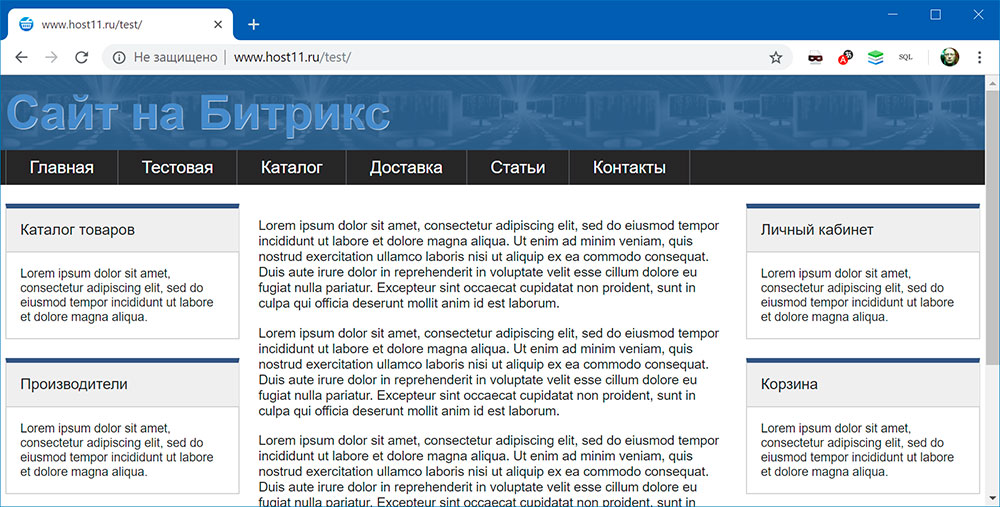 www.host11.ru/test/
Не защищено
www.host11.ru/test/
SQL
Сайт на Битрикс
Главная
Тестовая
Каталог
Доставка
Статьи
Контакты
Каталог товаров
Lorem ipsum dolor sit amet,
consectetur adipiscing elit, sed do
eiusmod tempor incididunt ut labore
et dolore magna aliqua.
Производители
Lorem ipsum dolor sit amet,
consectetur adipiscing elit, sed do
eiusmod tempor incididunt ut labore
et dolore magna aliqua.
Lorem ipsum dolor sit amet, consectetur adipiscing elit, sed do eiusmod tempor
incididunt ut labore et dolore magna aliqua. Ut enim ad minim veniam, quis
nostrud exercitation ullamco laboris nisi ut aliquip ex ea commodo consequat.
Duis aute irure dolor in reprehenderit in voluptate velit esse cillum dolore eu
fugiat nulla pariatur. Excepteur sint occaecat cupidatat non proident, sunt in
culpa qui officia deserunt mollit anim id est laborum.
Lorem ipsum dolor sit amet, consectetur adipiscing elit, sed do eiusmod tempor
incididunt ut labore et dolore magna aliqua. Ut enim ad minim veniam, quis
nostrud exercitation ullamco laboris nisi ut aliquip ex ea commodo consequat.
Duis aute irure dolor in reprehenderit in voluptate velit esse cillum dolore eu
fugiat nulla pariatur. Excepteur sint occaecat cupidatat non proident, sunt in
culpa qui officia deserunt mollit anim id est laborum.
Lorem ipsum dolor sit amet, consectetur adipiscing elit, sed do eiusmod tempor
incididunt ut labore et dolore magna aliqua. Ut enim ad minim veniam, quis
nostrud exercitation ullamco laboris nisi ut aliquip ex ea commodo consequat.
Duis aute irure dolor in reprehenderit in voluptate velit esse cillum dolore eu
fugiat nulla pariatur. Excepteur sint occaecat cupidatat non proident, sunt in
Личный кабинет
Lorem ipsum dolor sit amet,
consectetur adipiscing elit, sed do
eiusmod tempor incididunt ut labore
et dolore magna aliqua.
Корзина
Lorem ipsum dolor sit amet,
consectetur adipiscing elit, sed do
eiusmod tempor incididunt ut labore
et dolore magna aliqua.